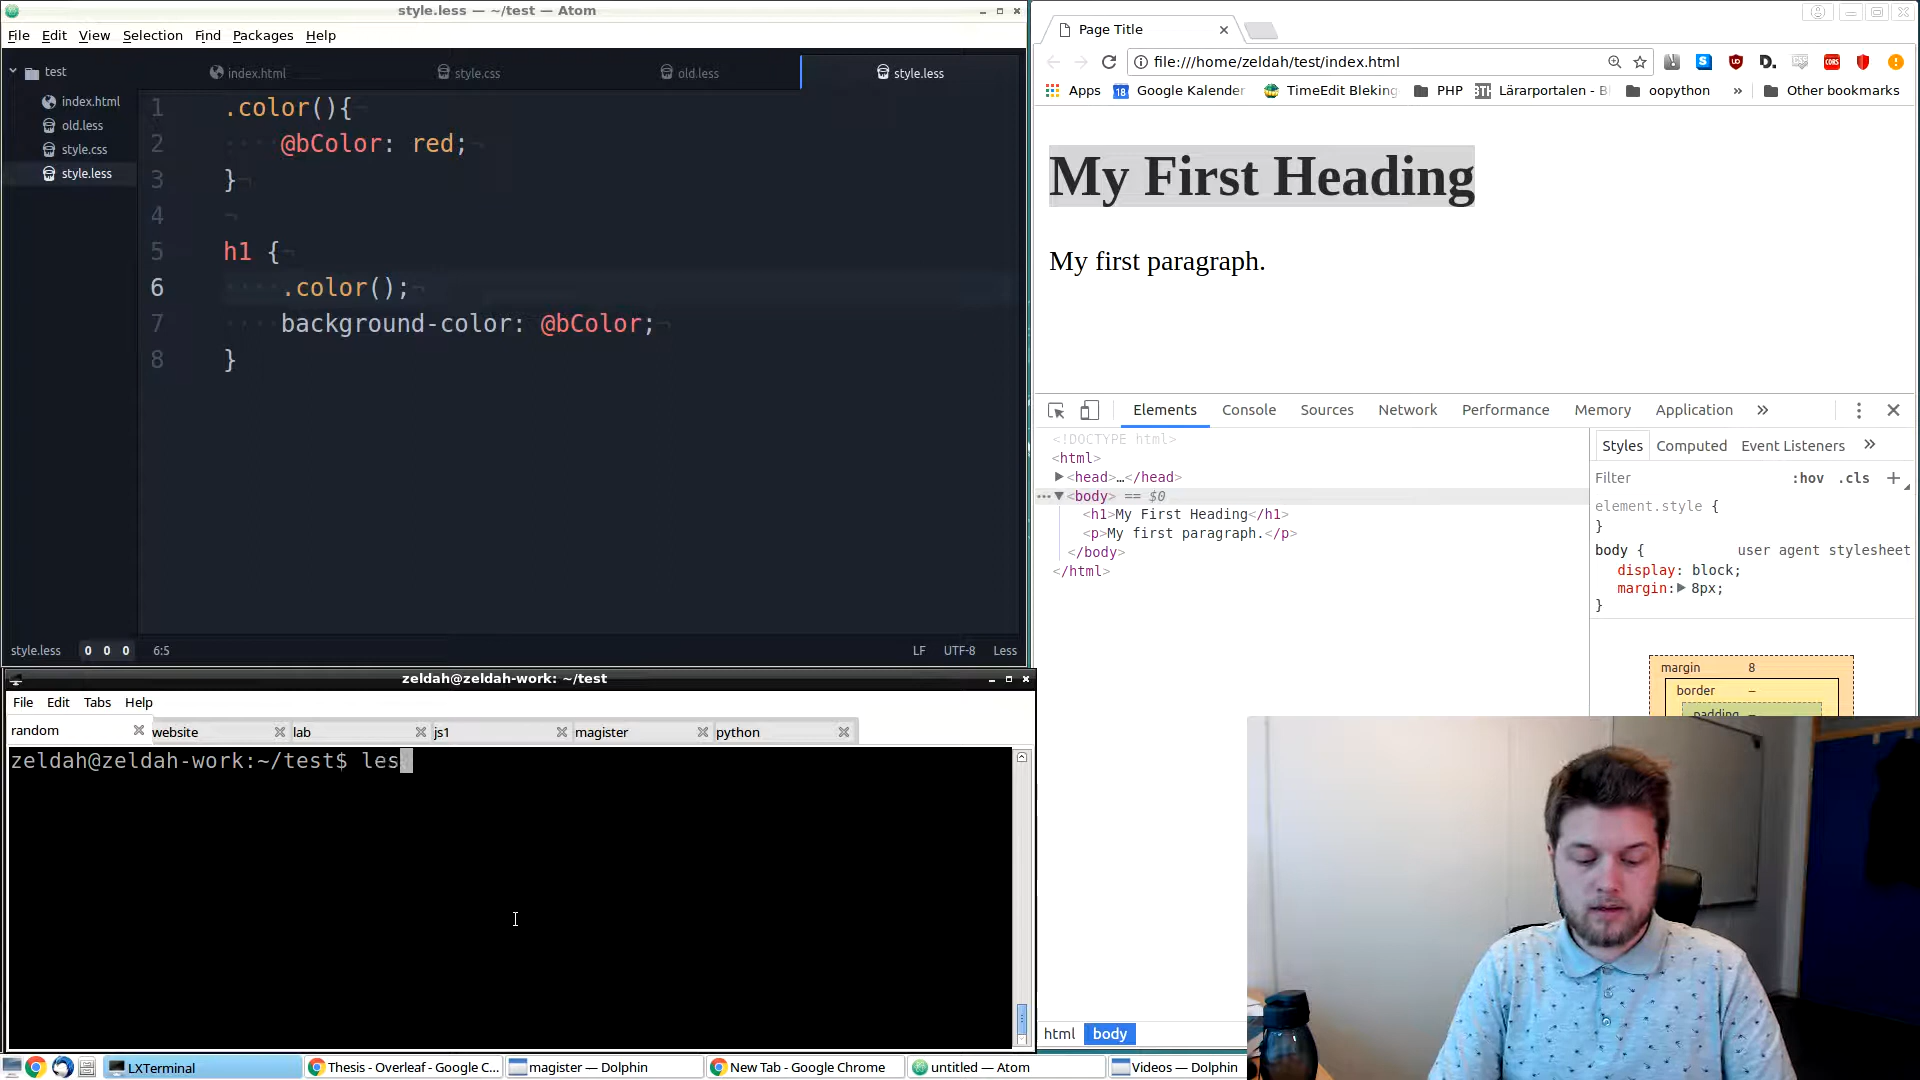 style.less — ~/test — Atom
File Edit View Selection Find Packages Help
test
index.html
old.less
style.css
style.less
index.html style.css old.less style.less
1 .color(){
2 @bColor: red;
3 }
4
5 h1 {
6 .color();
7 background-color: @bColor;
8 }
style.less 0 0 0 6:5 LF UTF-8 Less
zeldah@zeldah-work: ~/test
File Edit Tabs Help
random website lab js1 magister python
zeldah@zeldah-work:~/test$ les
Page Title
file:///home/zeldah/test/index.html
Apps Google Kalender TimeEdit Bleking PHP Lärarportalen - B oopython » Other bookmarks
My First Heading
My first paragraph.
Elements Console Sources Network Performance Memory Application »
<!DOCTYPE html>
<html>
<head>…</head>
<body> == $0
<h1>My First Heading</h1>
<p>My first paragraph.</p>
</body>
</html>
Styles Computed Event Listeners »
Filter :hov .cls +
element.style {
}
body { user agent stylesheet
display: block;
margin: 8px;
}
margin 8
border –
padding
html body
LXTerminal Thesis - Overleaf - Google C... magister — Dolphin New Tab - Google Chrome untitled — Atom Videos — Dolphin